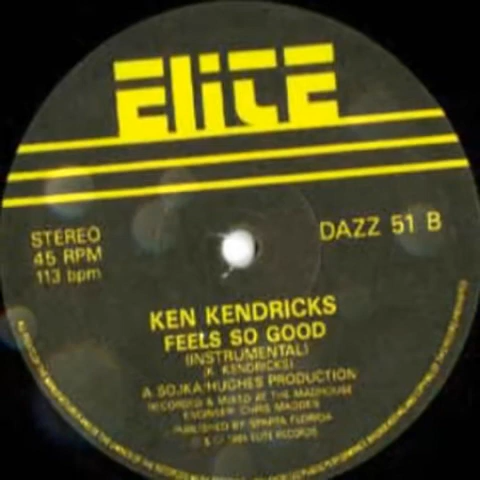 ELITE
STEREO
45 RPM
113 bpm
DAZZ 51 B
KEN KENDRICKS
FEELS SO GOOD
(INSTRUMENTAL)
(K. KENDRICKS)
A SOJKA/HUGHES PRODUCTION
RECORDED & MIXED AT THE MADHOUSE
ENGINEER CHRIS MADDEN
PUBLISHED BY SPARTA FLORIDA
ELITE RECORDS